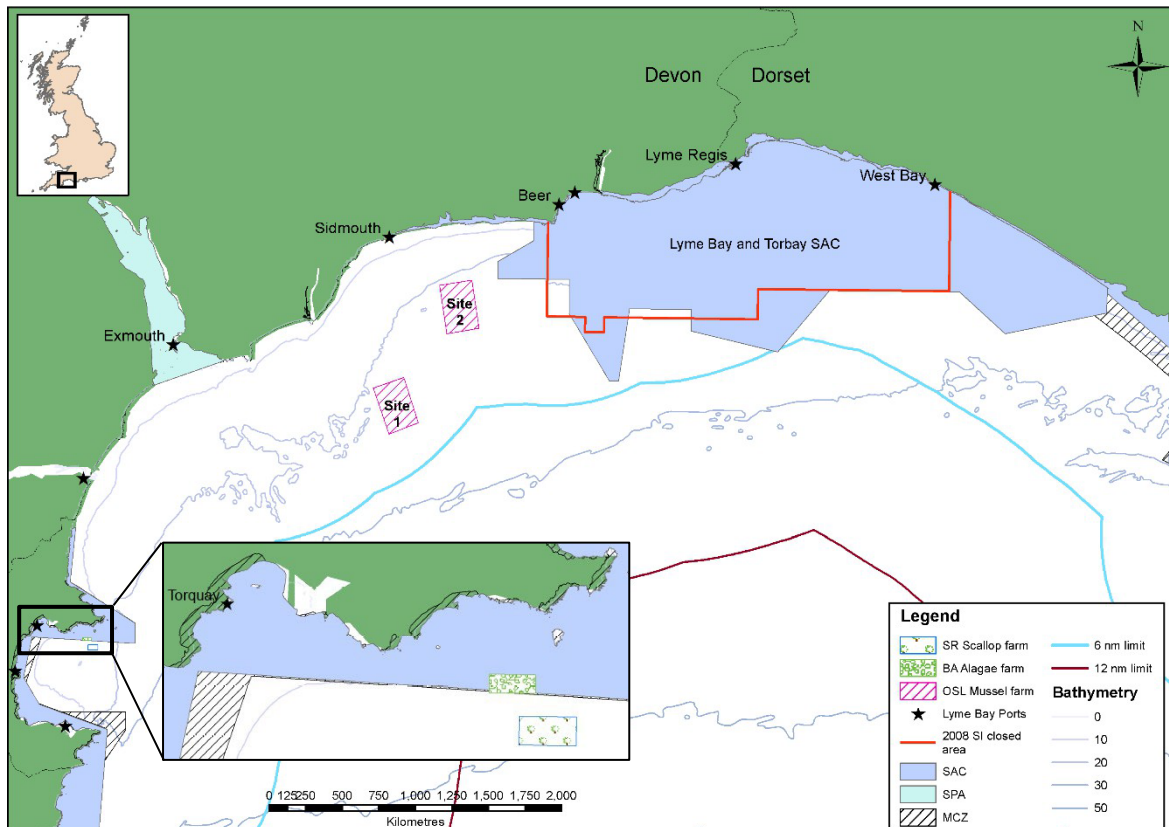 N
Devon Dorset
Lyme Regis
West Bay
Beer
Sidmouth
Lyme Bay and Torbay SAC
Site
2
Exmouth
Site
1
Torquay
Legend
SR Scallop farm
BA Alagae farm
OSL Mussel farm
Lyme Bay Ports
2008 SI closed
area
SAC
SPA
MCZ
6 nm limit
12 nm limit
Bathymetry
0
10
20
30
50
0 125250 500 750 1,000 1,250 1,500 1,750 2,000
Kilometres